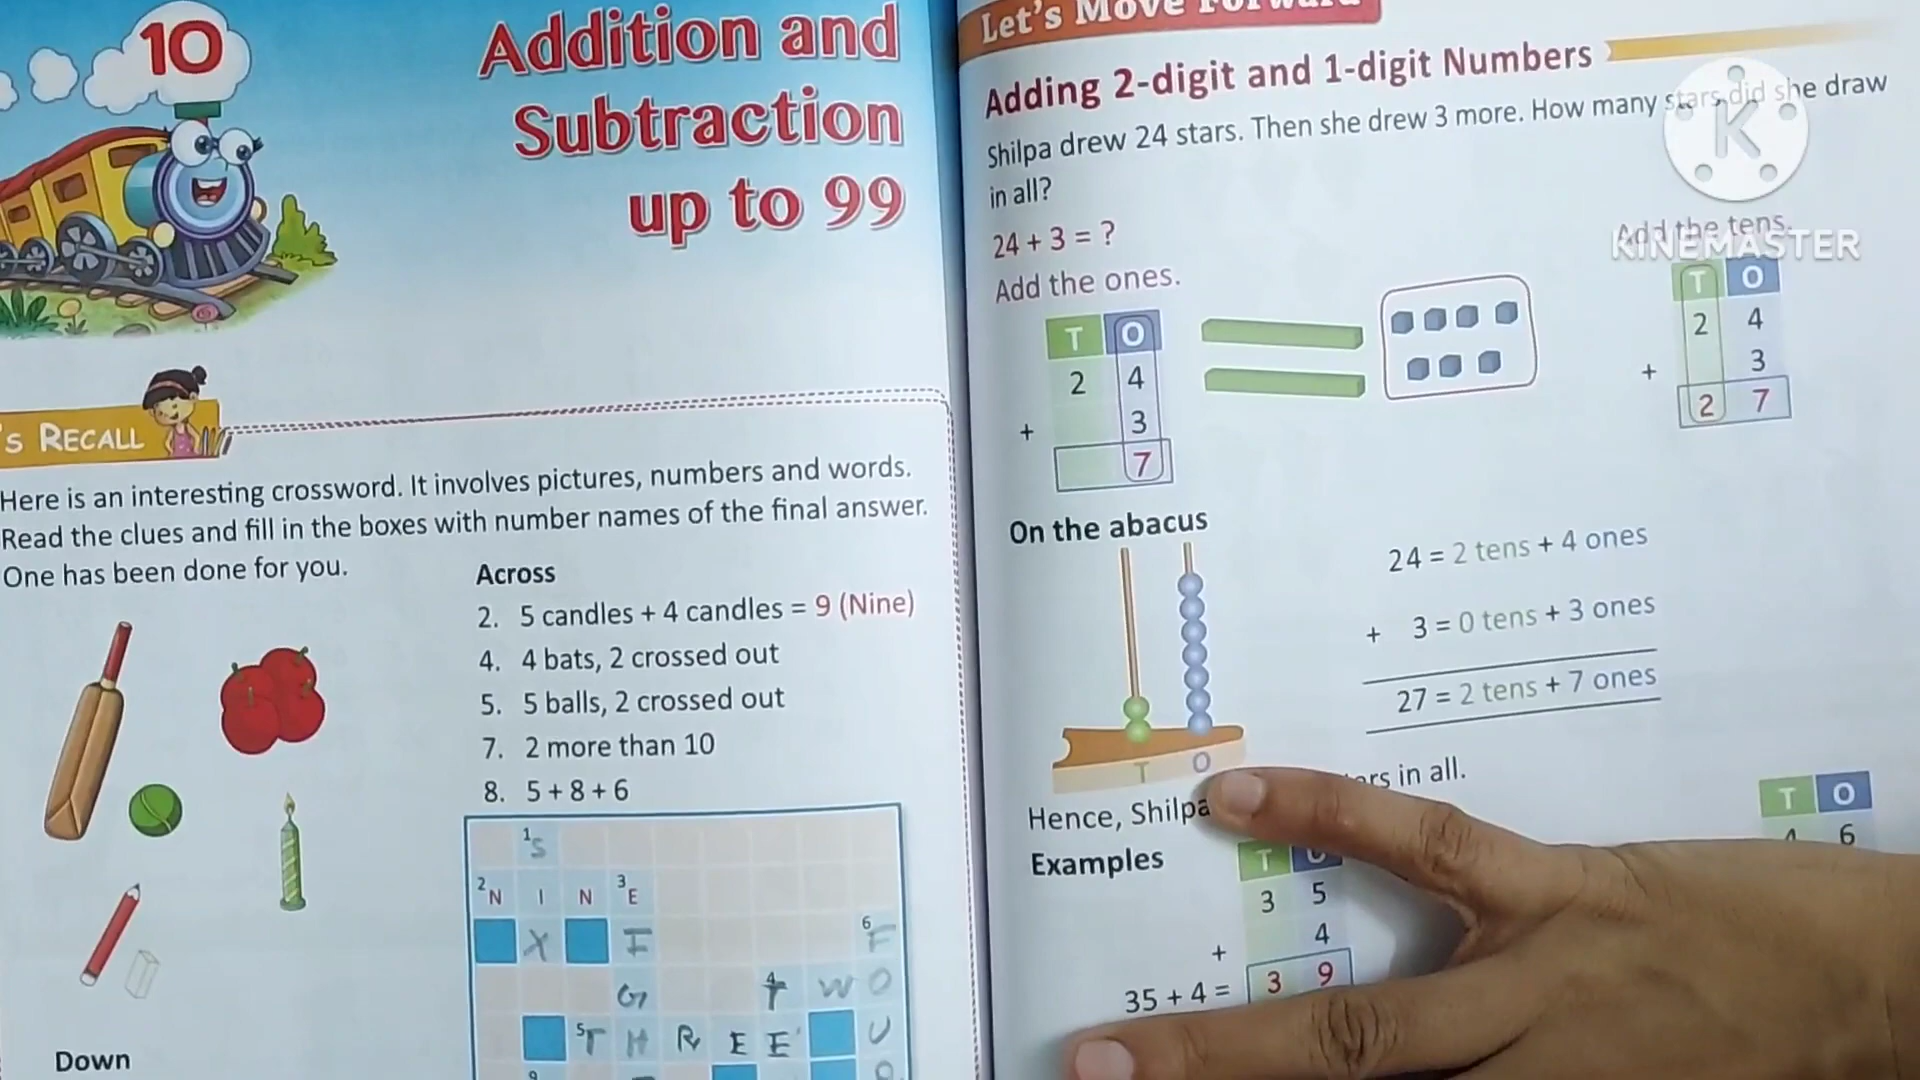 10
Addition and
Subtraction
up to 99
's RECALL
Here is an interesting crossword. It involves pictures, numbers and words.
Read the clues and fill in the boxes with number names of the final answer.
One has been done for you.
Across
2. 5 candles + 4 candles = 9 (Nine)
4. 4 bats, 2 crossed out
5. 5 balls, 2 crossed out
7. 2 more than 10
8. 5 + 8 + 6
1 S
2 N I N 3 E
X I 6 F
G 4 T W O
5 T H R E E U
9
Down
Let's Move Forward
Adding 2-digit and 1-digit Numbers
Shilpa drew 24 stars. Then she drew 3 more. How many stars did she draw
in all?
24 + 3 = ?
Add the ones.
T O
2 4
+ 3
7
Add the tens.
T O
2 4
+ 3
2 7
K
KINEMASTER
On the abacus
T O
24 = 2 tens + 4 ones
+ 3 = 0 tens + 3 ones
27 = 2 tens + 7 ones
Hence, Shilpa in all.
Examples
T O
3 5
+ 4
35 + 4 = 3 9
T O
4 6